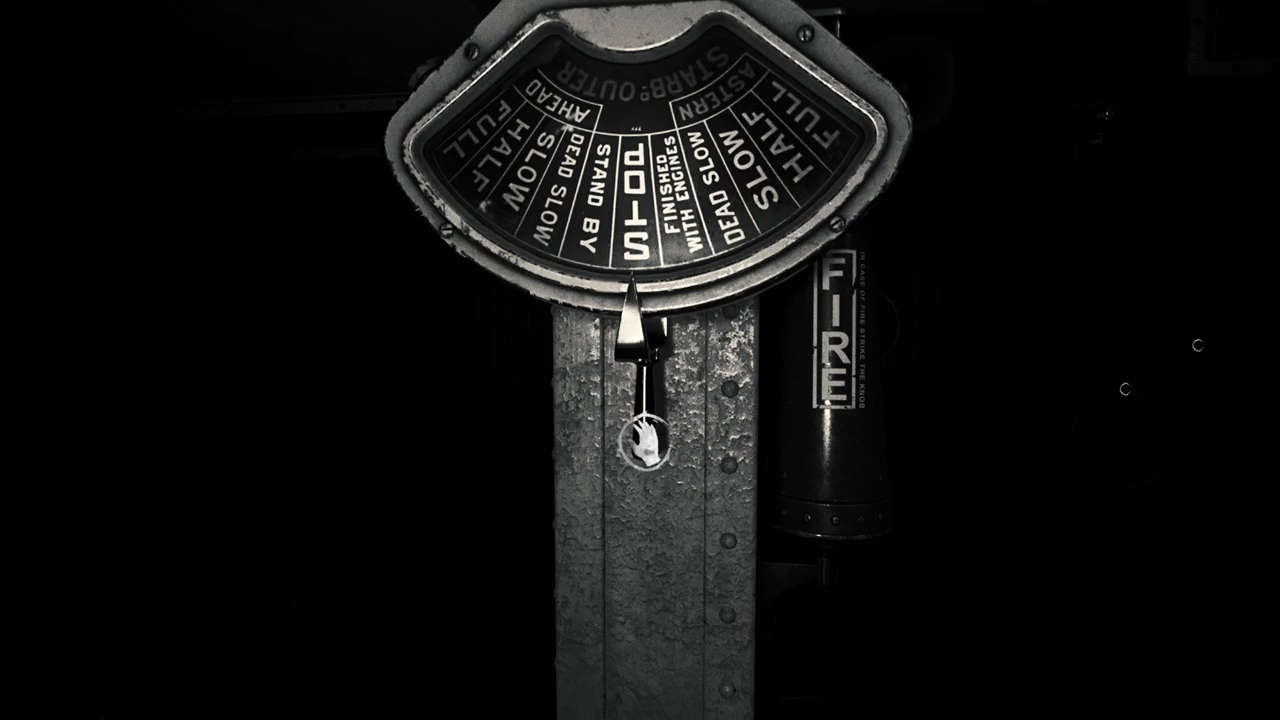 STARBD OUTER
AHEAD
ASTERN
FULL
HALF
SLOW
DEAD SLOW
STAND BY
STOP
FINISHED
WITH ENGINES
DEAD SLOW
SLOW
HALF
FULL
FIRE
IN CASE OF FIRE STRIKE THE KNOB